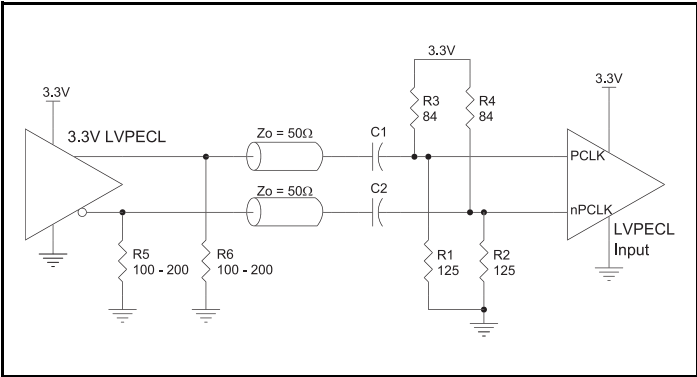 3.3V
3.3V
R3
84
R4
84
3.3V
3.3V LVPECL
Zo = 50Ω
C1
PCLK
Zo = 50Ω
C2
nPCLK
LVPECL
Input
R5
100 - 200
R6
100 - 200
R1
125
R2
125